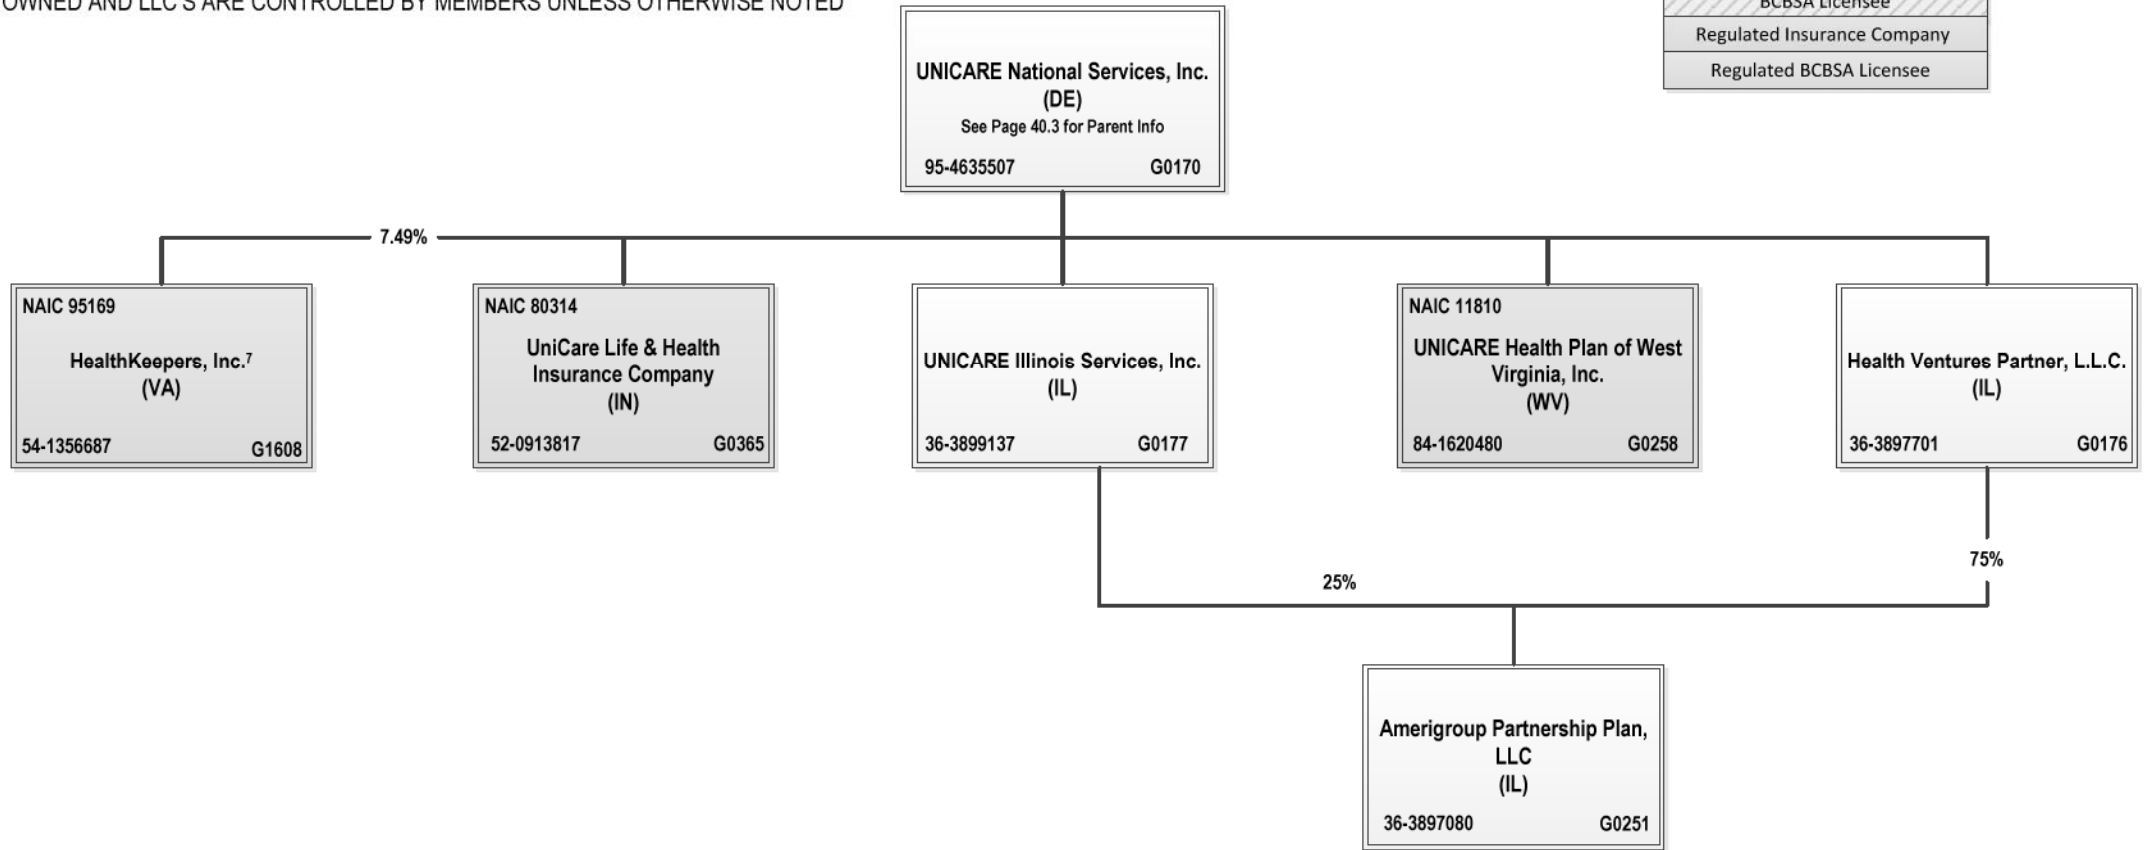 OWNED AND LLC'S ARE CONTROLLED BY MEMBERS UNLESS OTHERWISE NOTED
BCBSA Licensee
Regulated Insurance Company
Regulated BCBSA Licensee
UNICARE National Services, Inc.
(DE)
See Page 40.3 for Parent Info
95-4635507 G0170
7.49%
NAIC 95169
HealthKeepers, Inc.⁷
(VA)
54-1356687 G1608
NAIC 80314
UniCare Life & Health
Insurance Company
(IN)
52-0913817 G0365
UNICARE Illinois Services, Inc.
(IL)
36-3899137 G0177
NAIC 11810
UNICARE Health Plan of West
Virginia, Inc.
(WV)
84-1620480 G0258
Health Ventures Partner, L.L.C.
(IL)
36-3897701 G0176
25%
75%
Amerigroup Partnership Plan,
LLC
(IL)
36-3897080 G0251